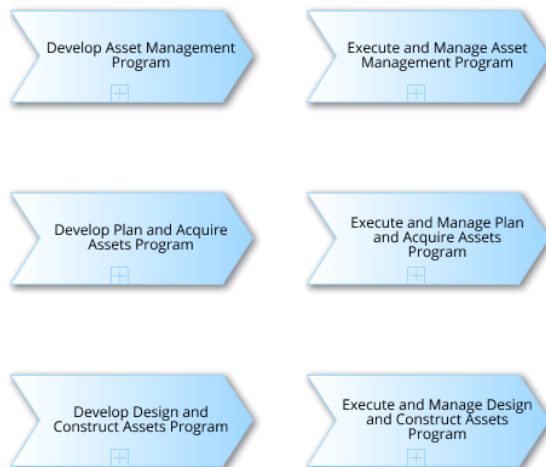 Develop Asset Management
Program
Execute and Manage Asset
Management Program
Develop Plan and Acquire
Assets Program
Execute and Manage Plan
and Acquire Assets
Program
Develop Design and
Construct Assets Program
Execute and Manage Design
and Construct Assets
Program